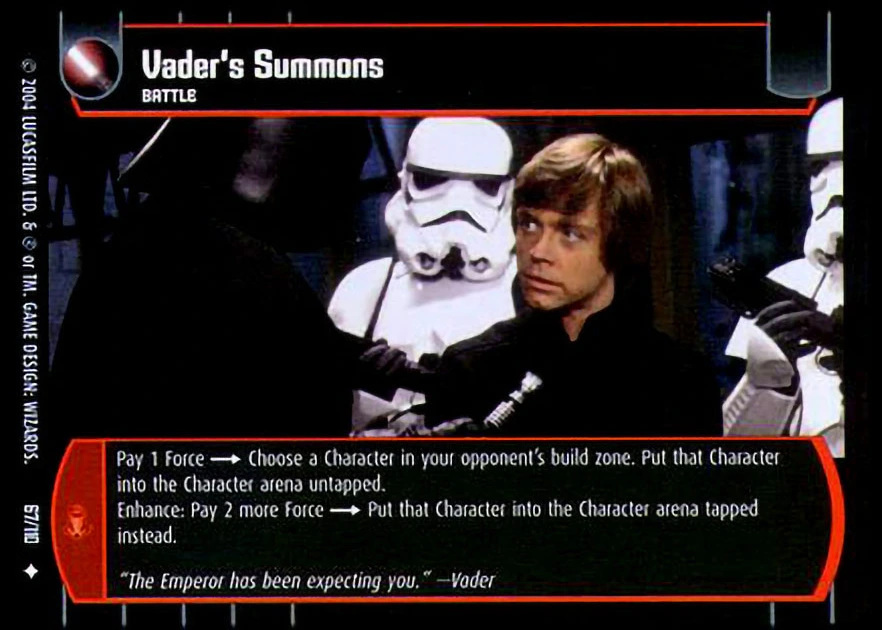 Vader's Summons
BATTLE
Pay 1 Force → Choose a Character in your opponent's build zone. Put that Character
into the Character arena untapped.
Enhance: Pay 2 more Force → Put that Character into the Character arena tapped
instead.
"The Emperor has been expecting you." —Vader
© 2004 LUCASFILM LTD. & ® or TM. GAME DESIGN: WIZARDS.
67/110